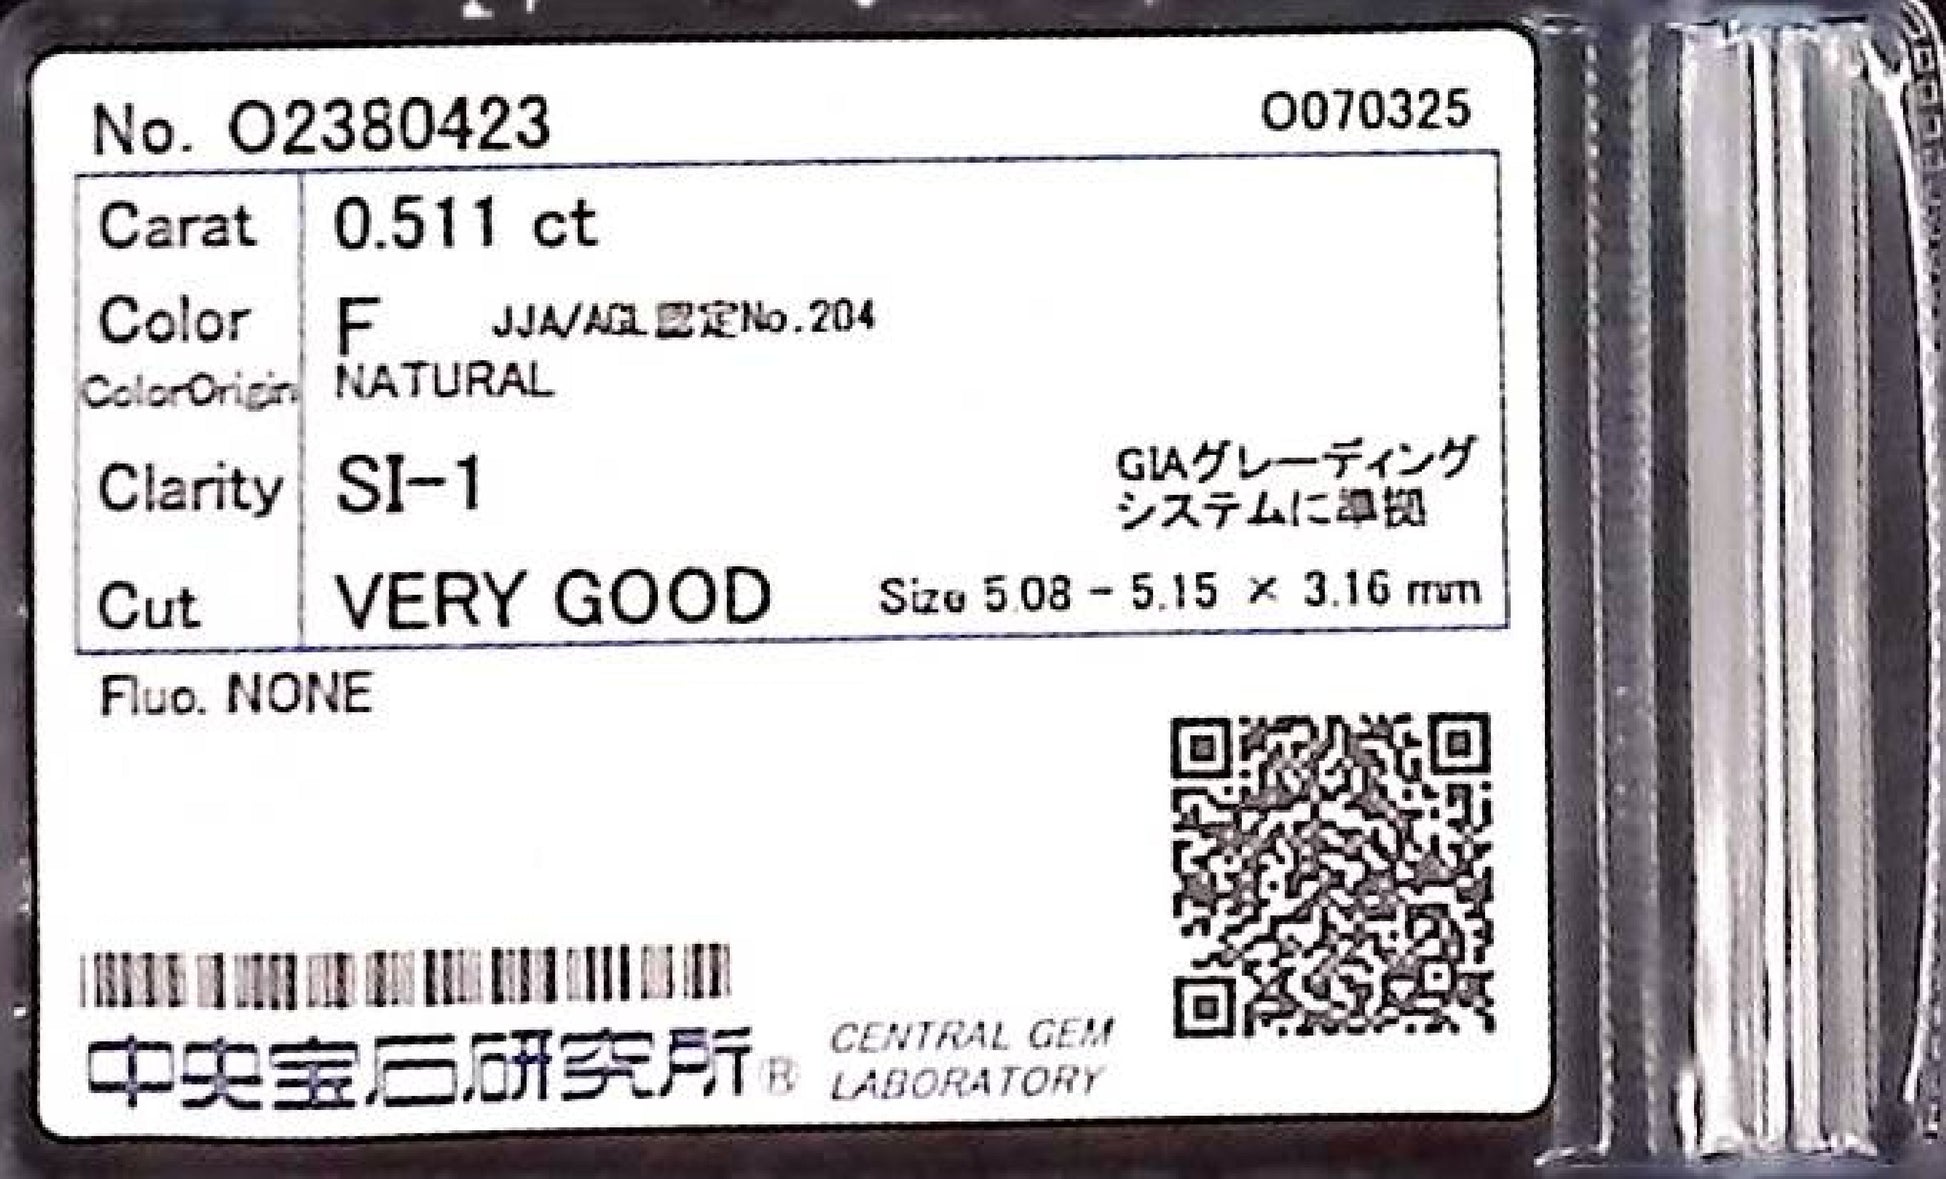 No. O2380423
O070325
Carat 0.511 ct
Color F JJA/AGL認定No.204
ColorOrigin NATURAL
Clarity SI-1
GIAグレーディング
システムに準拠
Cut VERY GOOD Size 5.08 - 5.15 × 3.16 mm
Fluo. NONE
中央宝石研究所®
CENTRAL GEM
LABORATORY